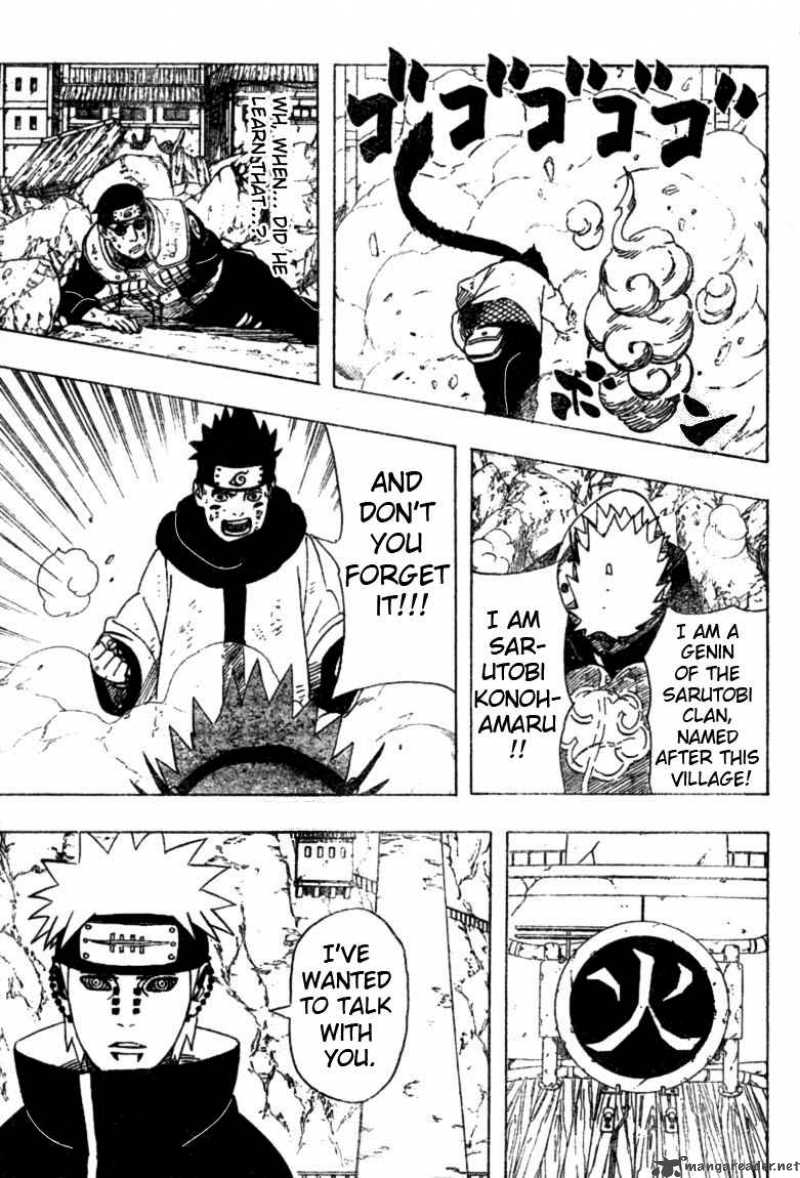 ゴゴゴゴゴ
ボン
WH, WHEN... DID HE
LEARN THAT...?
I AM A
GENIN
OF THE
SARUTOBI
CLAN,
NAMED
AFTER THIS
VILLAGE!
I AM
SAR-
UTOBI
KONOH-
AMARU
!!
AND
DON'T
YOU
FORGET
IT!!!
火
I'VE
WANTED
TO TALK
WITH
YOU.
mangareader.net